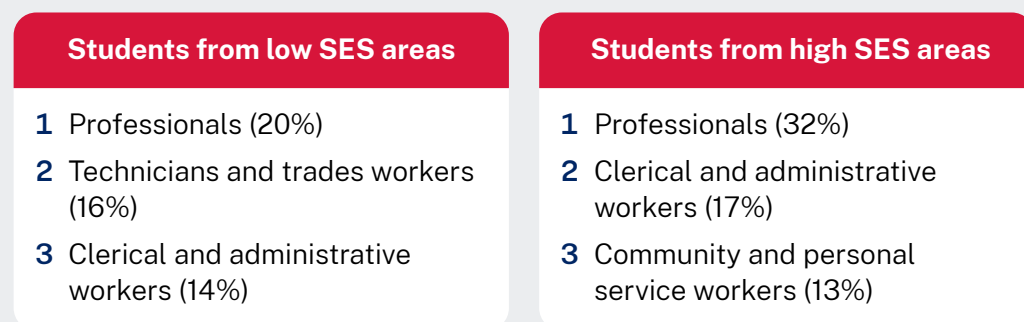 Students from low SES areas
1 Professionals (20%)
2 Technicians and trades workers
(16%)
3 Clerical and administrative
workers (14%)
Students from high SES areas
1 Professionals (32%)
2 Clerical and administrative
workers (17%)
3 Community and personal
service workers (13%)